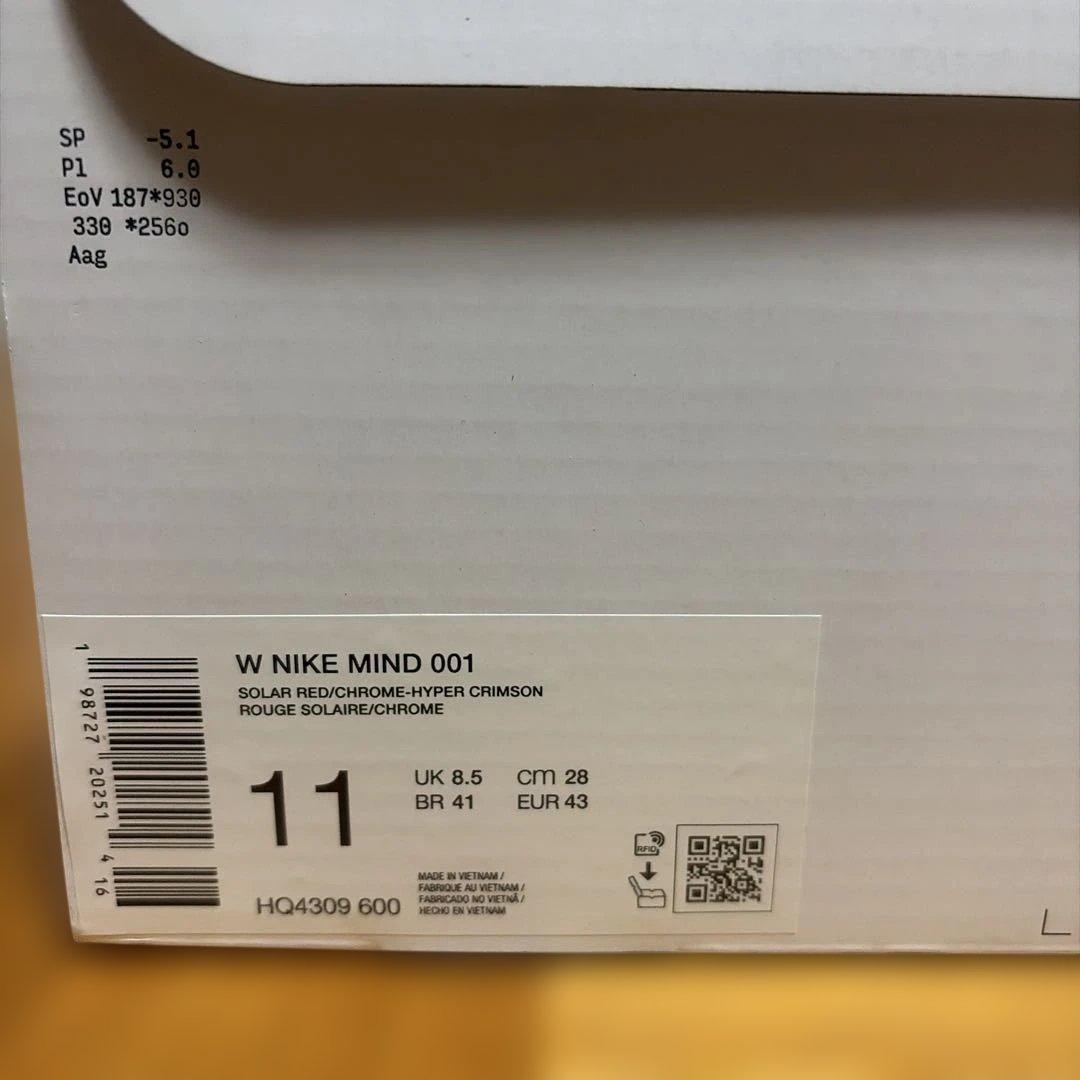 SP -5.1
Pl 6.0
EoV 187*930
330 *256o
Aag
W NIKE MIND 001
SOLAR RED/CHROME-HYPER CRIMSON
ROUGE SOLAIRE/CHROME
11
UK 8.5 cm 28
BR 41 EUR 43
HQ4309 600
MADE IN VIETNAM /
FABRIQUE AU VIETNAM /
FABRICADO NO VIETNÃ /
HECHO EN VIETNAM
RFID
1 98727 20251 4 16